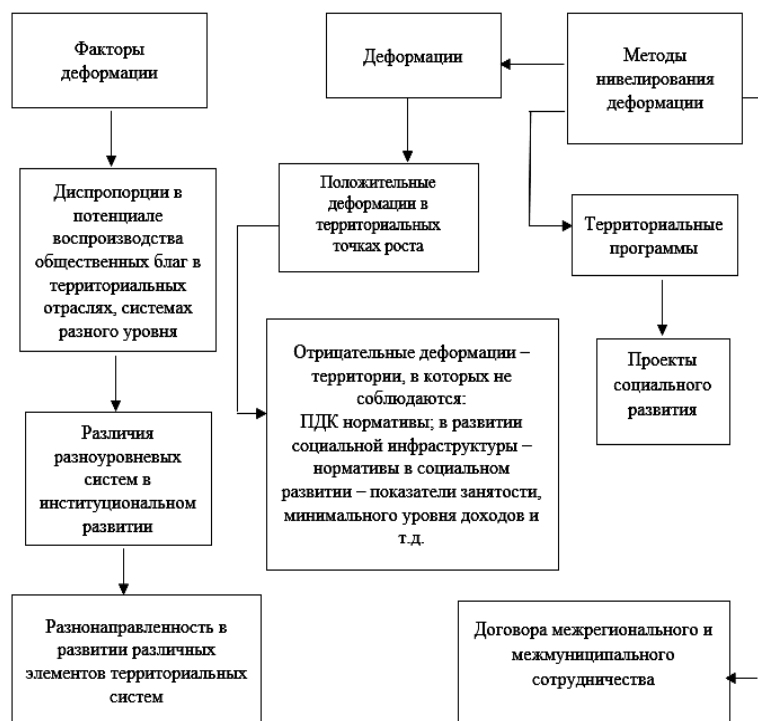 Факторы
деформации
Деформации
Методы
нивелирования
деформации
Диспропорции в
потенциале
воспроизводства
общественных благ в
территориальных
отраслях, системах
разного уровня
Положительные
деформации в
территориальных
точках роста
Территориальные
программы
Отрицательные деформации –
территории, в которых не
соблюдаются:
ПДК нормативы; в развитии
социальной инфраструктуры –
нормативы в социальном
развитии – показатели занятости,
минимального уровня доходов и
т.д.
Проекты
социального
развития
Различия
разноуровневых
систем в
институциональном
развитии
Разнонаправленность в
развитии различных
элементов территориальных
систем
Договора межрегионального и
межмуниципального
сотрудничества